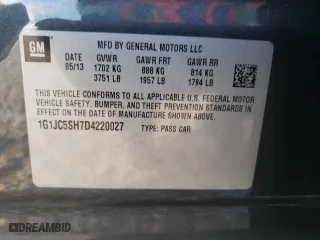 GM
MFD BY GENERAL MOTORS LLC
DATE GVWR GAWR FRT GAWR RR
05/13 1702 KG 888 KG 814 KG
3751 LB 1957 LB 1794 LB
THIS VEHICLE CONFORMS TO ALL APPLICABLE U.S. FEDERAL MOTOR
VEHICLE SAFETY, BUMPER, AND THEFT PREVENTION STANDARDS IN
EFFECT ON THE DATE OF MANUFACTURE SHOWN ABOVE.
1G1JC5SH7D4220027 TYPE: PASS CAR